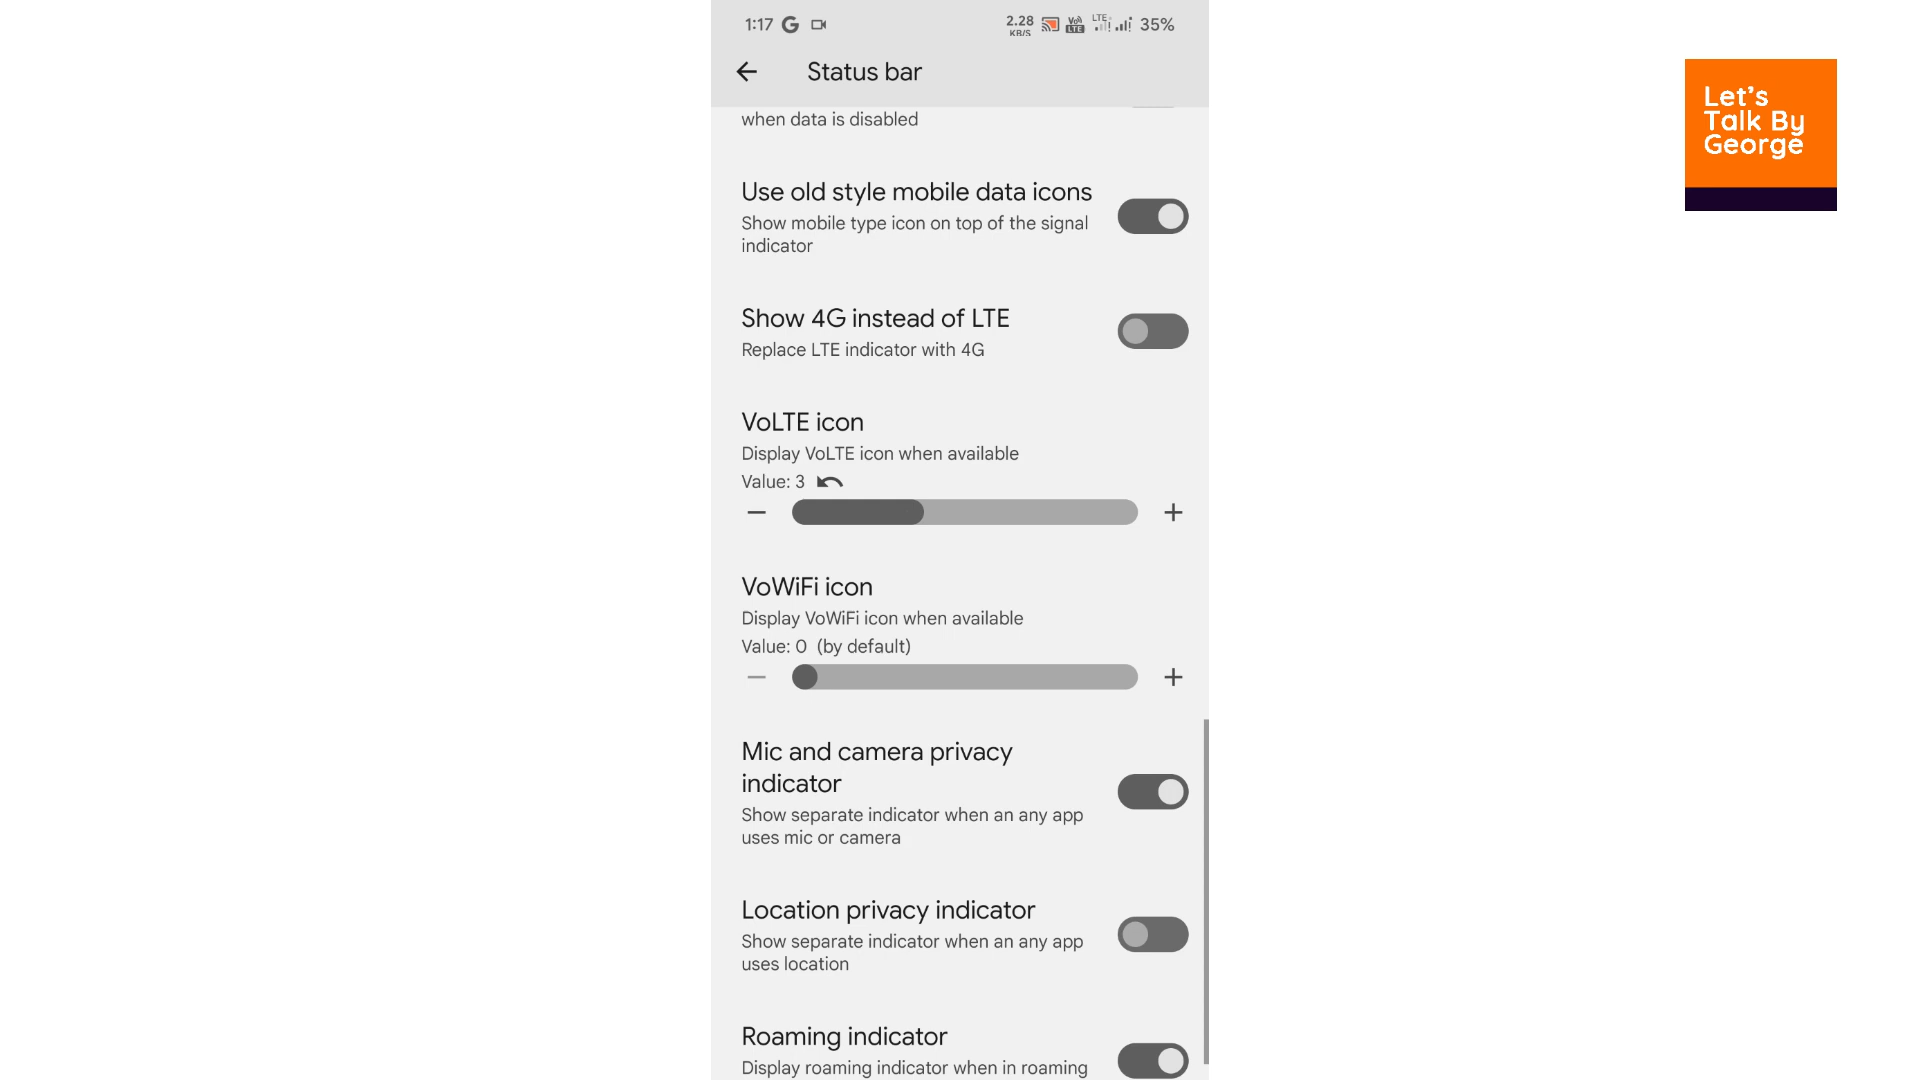 1:17
2.28
KB/S
Vo))
LTE
LTE+
35%
Status bar
when data is disabled
Use old style mobile data icons
Show mobile type icon on top of the signal
indicator
Show 4G instead of LTE
Replace LTE indicator with 4G
VoLTE icon
Display VoLTE icon when available
Value: 3
VoWiFi icon
Display VoWiFi icon when available
Value: 0 (by default)
Mic and camera privacy
indicator
Show separate indicator when an any app
uses mic or camera
Location privacy indicator
Show separate indicator when an any app
uses location
Roaming indicator
Display roaming indicator when in roaming
Let's
Talk By
George